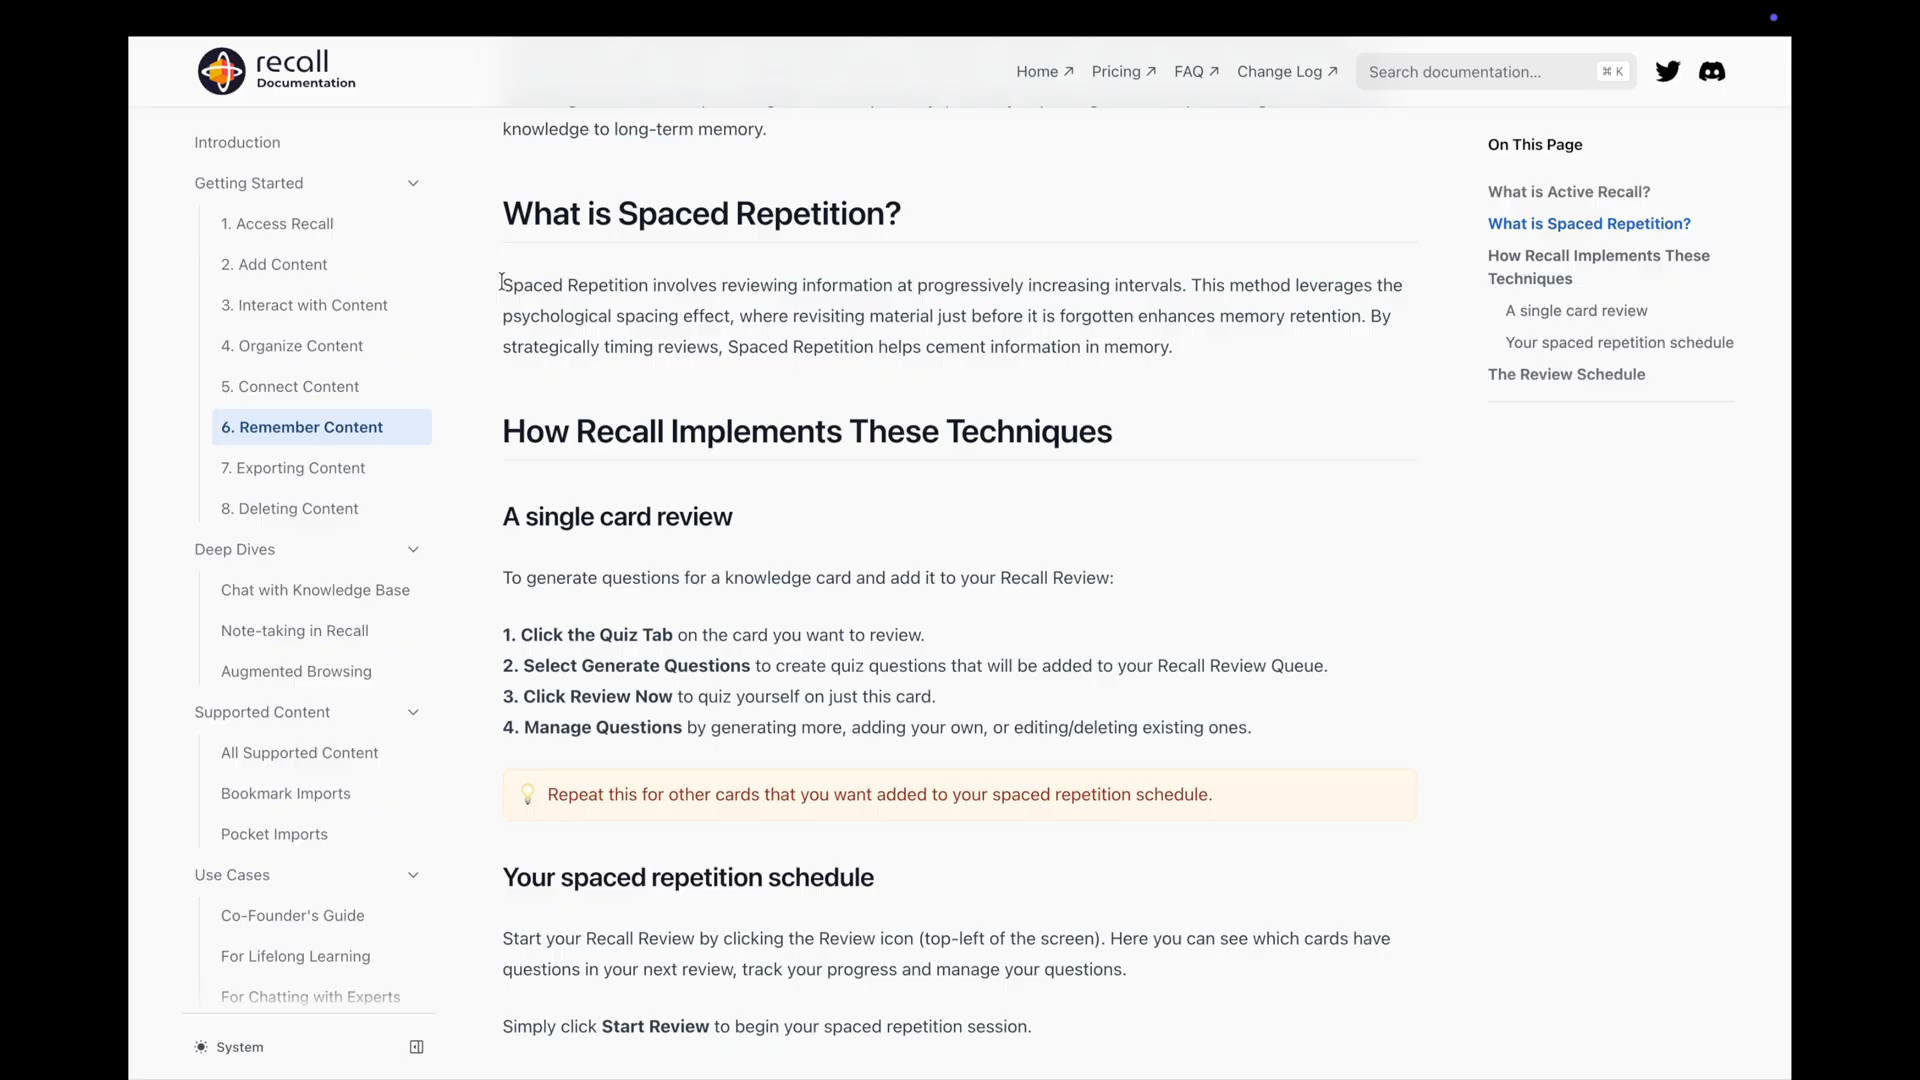 recall
Documentation
Home ↗
Pricing ↗
FAQ ↗
Change Log ↗
Search documentation...
⌘ K
Introduction
Getting Started
1. Access Recall
2. Add Content
3. Interact with Content
4. Organize Content
5. Connect Content
6. Remember Content
7. Exporting Content
8. Deleting Content
Deep Dives
Chat with Knowledge Base
Note-taking in Recall
Augmented Browsing
Supported Content
All Supported Content
Bookmark Imports
Pocket Imports
Use Cases
Co-Founder's Guide
For Lifelong Learning
For Chatting with Experts
System
knowledge to long-term memory.
What is Spaced Repetition?
Spaced Repetition involves reviewing information at progressively increasing intervals. This method leverages the
psychological spacing effect, where revisiting material just before it is forgotten enhances memory retention. By
strategically timing reviews, Spaced Repetition helps cement information in memory.
How Recall Implements These Techniques
A single card review
To generate questions for a knowledge card and add it to your Recall Review:
1. Click the Quiz Tab on the card you want to review.
2. Select Generate Questions to create quiz questions that will be added to your Recall Review Queue.
3. Click Review Now to quiz yourself on just this card.
4. Manage Questions by generating more, adding your own, or editing/deleting existing ones.
Repeat this for other cards that you want added to your spaced repetition schedule.
Your spaced repetition schedule
Start your Recall Review by clicking the Review icon (top-left of the screen). Here you can see which cards have
questions in your next review, track your progress and manage your questions.
Simply click Start Review to begin your spaced repetition session.
On This Page
What is Active Recall?
What is Spaced Repetition?
How Recall Implements These
Techniques
A single card review
Your spaced repetition schedule
The Review Schedule